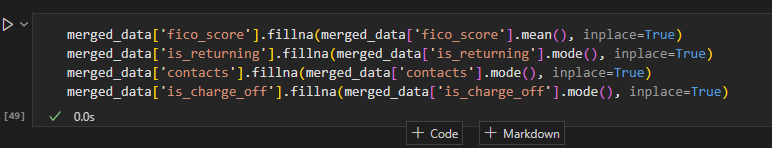 merged_data['fico_score'].fillna(merged_data['fico_score'].mean(), inplace=True)
merged_data['is_returning'].fillna(merged_data['is_returning'].mode(), inplace=True)
merged_data['contacts'].fillna(merged_data['contacts'].mode(), inplace=True)
merged_data['is_charge_off'].fillna(merged_data['is_charge_off'].mode(), inplace=True)
[49] ✓ 0.0s
+ Code + Markdown